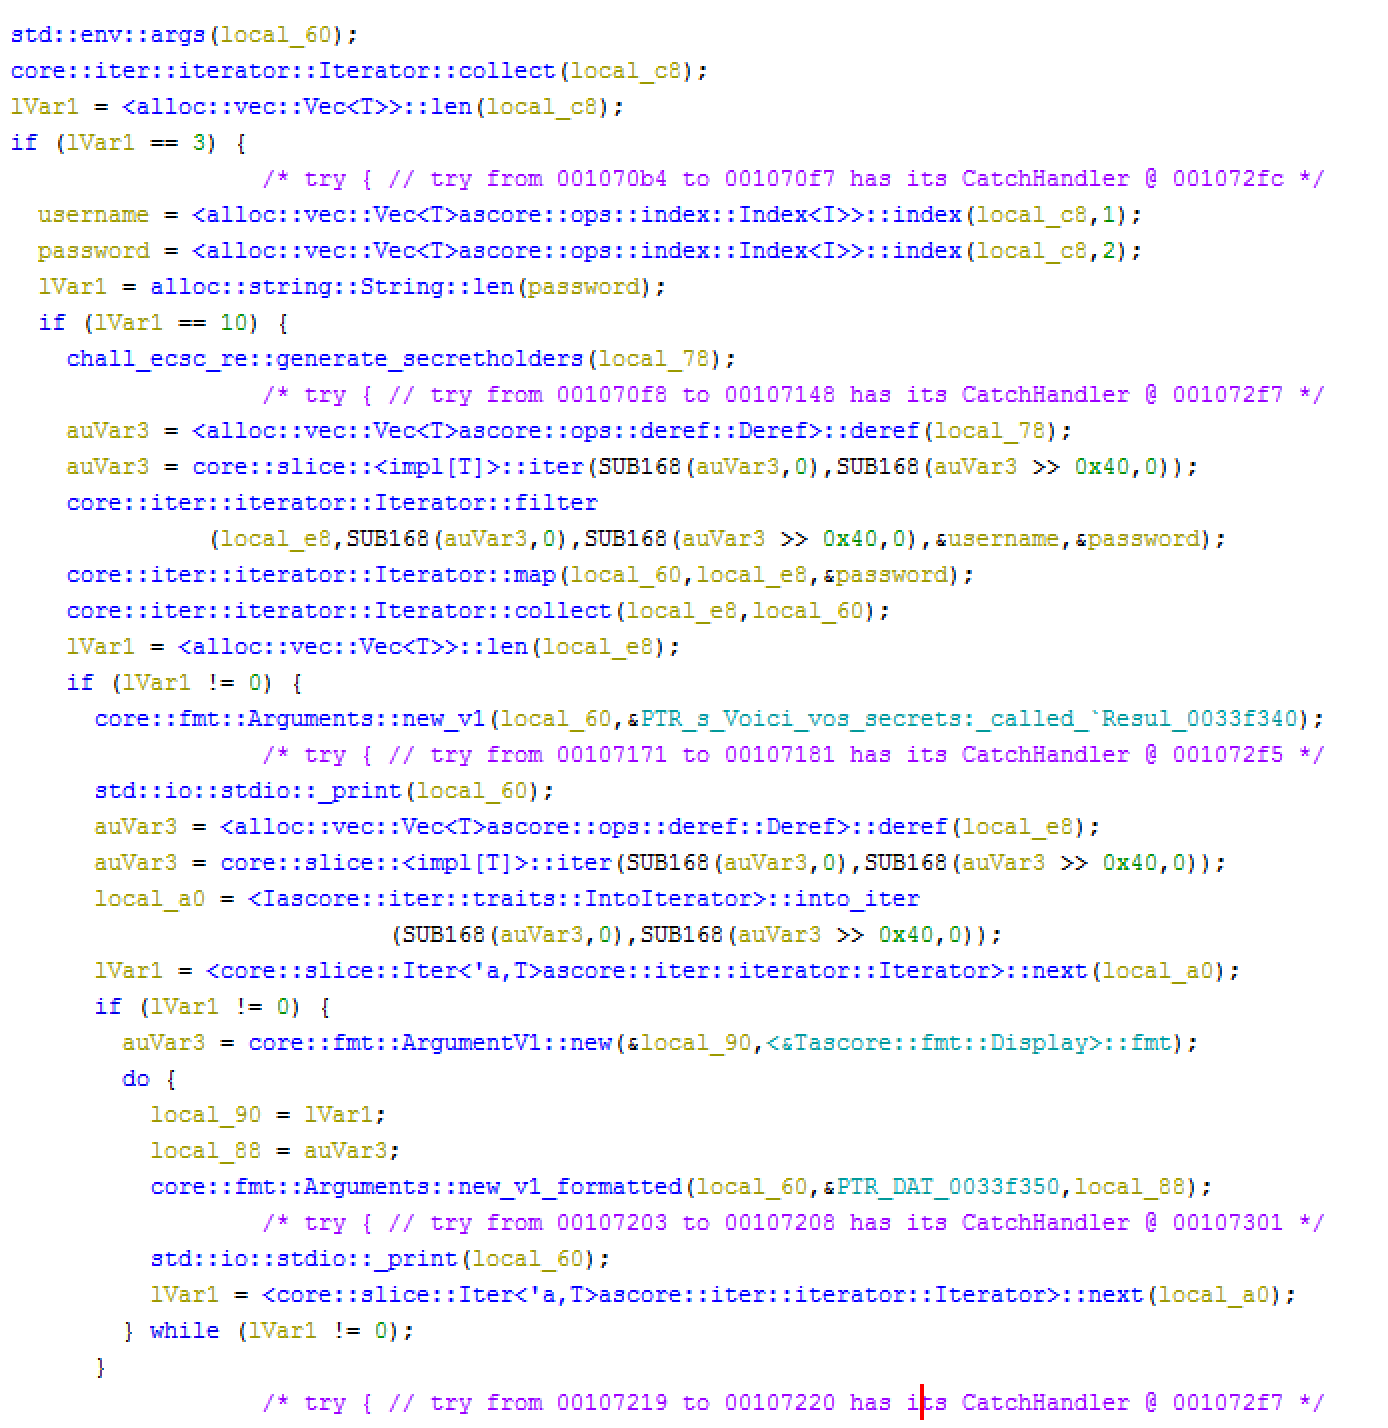 std::env::args(local_60);
core::iter::iterator::Iterator::collect(local_c8);
lVar1 = <alloc::vec::Vec<T>>::len(local_c8);
if (lVar1 == 3) {
/* try { // try from 001070b4 to 001070f7 has its CatchHandler @ 001072fc */
username = <alloc::vec::Vec<T>ascore::ops::index::Index<I>>::index(local_c8,1);
password = <alloc::vec::Vec<T>ascore::ops::index::Index<I>>::index(local_c8,2);
lVar1 = alloc::string::String::len(password);
if (lVar1 == 10) {
chall_ecsc_re::generate_secretholders(local_78);
/* try { // try from 001070f8 to 00107148 has its CatchHandler @ 001072f7 */
auVar3 = <alloc::vec::Vec<T>ascore::ops::deref::Deref>::deref(local_78);
auVar3 = core::slice::<impl[T]>::iter(SUB168(auVar3,0),SUB168(auVar3 >> 0x40,0));
core::iter::iterator::Iterator::filter
(local_e8,SUB168(auVar3,0),SUB168(auVar3 >> 0x40,0),&username,&password);
core::iter::iterator::Iterator::map(local_60,local_e8,&password);
core::iter::iterator::Iterator::collect(local_e8,local_60);
lVar1 = <alloc::vec::Vec<T>>::len(local_e8);
if (lVar1 != 0) {
core::fmt::Arguments::new_v1(local_60,&PTR_s_Voici_vos_secrets:_called_`Resul_0033f340);
/* try { // try from 00107171 to 00107181 has its CatchHandler @ 001072f5 */
std::io::stdio::_print(local_60);
auVar3 = <alloc::vec::Vec<T>ascore::ops::deref::Deref>::deref(local_e8);
auVar3 = core::slice::<impl[T]>::iter(SUB168(auVar3,0),SUB168(auVar3 >> 0x40,0));
local_a0 = <Iascore::iter::traits::IntoIterator>::into_iter
(SUB168(auVar3,0),SUB168(auVar3 >> 0x40,0));
lVar1 = <core::slice::Iter<'a,T>ascore::iter::iterator::Iterator>::next(local_a0);
if (lVar1 != 0) {
auVar3 = core::fmt::ArgumentV1::new(&local_90,<&Tascore::fmt::Display>::fmt);
do {
local_90 = lVar1;
local_88 = auVar3;
core::fmt::Arguments::new_v1_formatted(local_60,&PTR_DAT_0033f350,local_88);
/* try { // try from 00107203 to 00107208 has its CatchHandler @ 00107301 */
std::io::stdio::_print(local_60);
lVar1 = <core::slice::Iter<'a,T>ascore::iter::iterator::Iterator>::next(local_a0);
} while (lVar1 != 0);
}
/* try { // try from 00107219 to 00107220 has its CatchHandler @ 001072f7 */